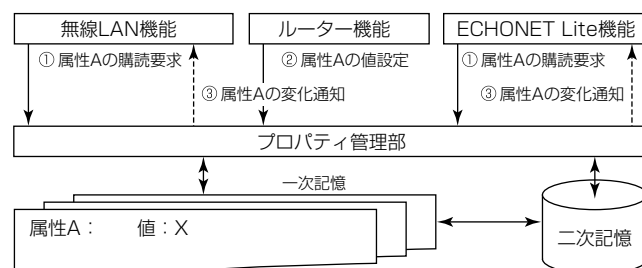 無線LAN機能
ルーター機能
ECHONET Lite機能
① 属性Aの購読要求
② 属性Aの値設定
① 属性Aの購読要求
③ 属性Aの変化通知
③ 属性Aの変化通知
プロパティ管理部
一次記憶
属性A： 値：X
二次記憶